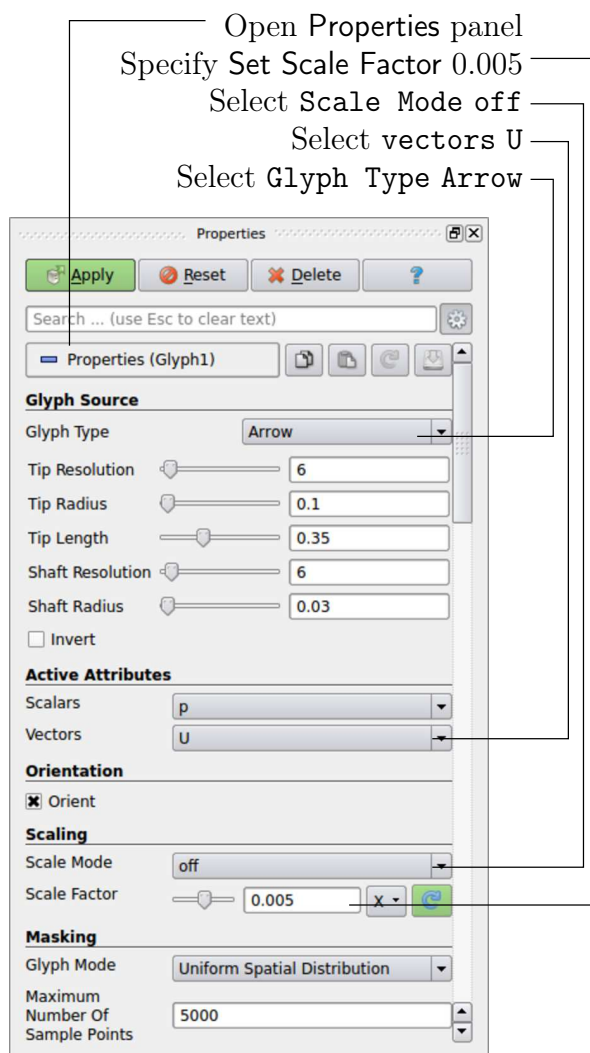 Open Properties panel
Specify Set Scale Factor 0.005
Select Scale Mode off
Select vectors U
Select Glyph Type Arrow
Properties
Apply Reset Delete ?
Search ... (use Esc to clear text)
Properties (Glyph1)
Glyph Source
Glyph Type Arrow
Tip Resolution 6
Tip Radius 0.1
Tip Length 0.35
Shaft Resolution 6
Shaft Radius 0.03
Invert
Active Attributes
Scalars p
Vectors U
Orientation
Orient
Scaling
Scale Mode off
Scale Factor 0.005 X
Masking
Glyph Mode Uniform Spatial Distribution
Maximum
Number Of 5000
Sample Points